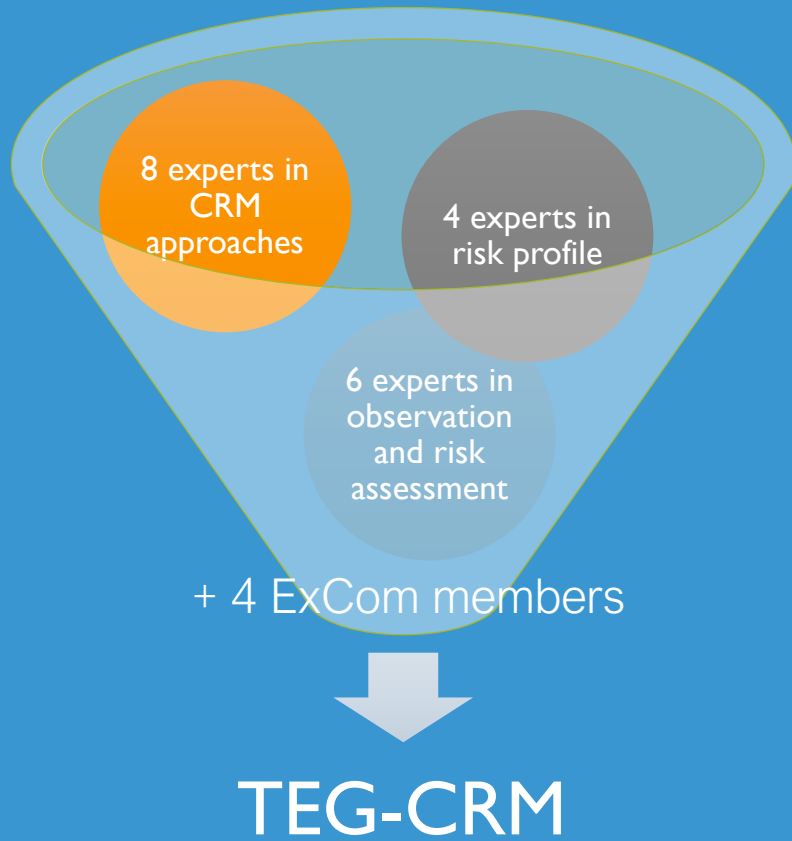 8 experts in
CRM
approaches
4 experts in
risk profile
6 experts in
observation
and risk
assessment
+ 4 ExCom members
TEG-CRM